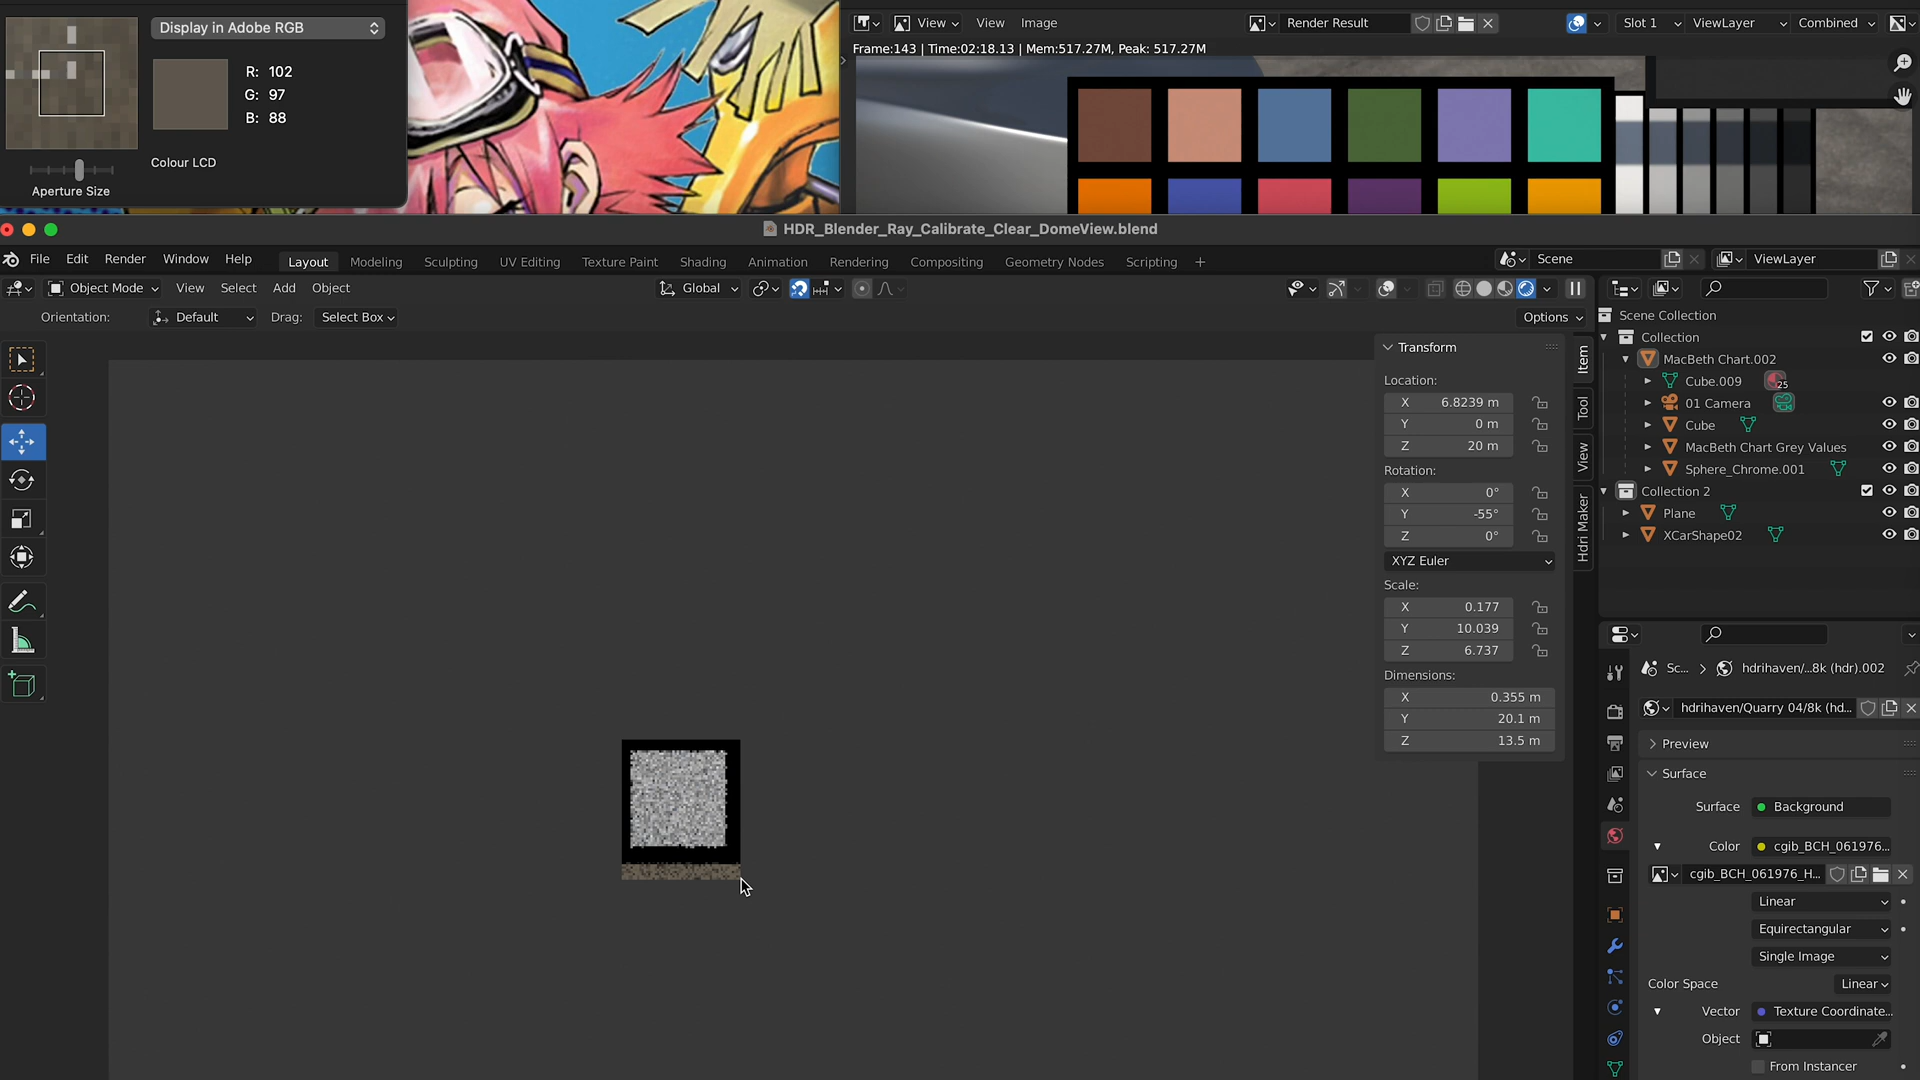 Display in Adobe RGB
R: 102
G: 97
B: 88
Colour LCD
Aperture Size
View
View
Image
Render Result
Slot 1
ViewLayer
Combined
Frame:143 | Time:02:18.13 | Mem:517.27M, Peak: 517.27M
HDR_Blender_Ray_Calibrate_Clear_DomeView.blend
File
Edit
Render
Window
Help
Layout
Modeling
Sculpting
UV Editing
Texture Paint
Shading
Animation
Rendering
Compositing
Geometry Nodes
Scripting
+
Scene
ViewLayer
Object Mode
View
Select
Add
Object
Global
Orientation:
Default
Drag:
Select Box
Options
Transform
Location:
X 6.8239 m
Y 0 m
Z 20 m
Rotation:
X 0°
Y -55°
Z 0°
XYZ Euler
Scale:
X 0.177
Y 10.039
Z 6.737
Dimensions:
X 0.355 m
Y 20.1 m
Z 13.5 m
Item
Tool
View
Hdri Maker
Scene Collection
Collection
MacBeth Chart.002
Cube.009
25
01 Camera
Cube
MacBeth Chart Grey Values
Sphere_Chrome.001
Collection 2
Plane
XCarShape02
Sc...
hdrihaven/...8k (hdr).002
hdrihaven/Quarry 04/8k (hd...
Preview
Surface
Surface
Background
Color
cgib_BCH_061976...
cgib_BCH_061976_H...
Linear
Equirectangular
Single Image
Color Space
Linear
Vector
Texture Coordinate...
Object
From Instancer